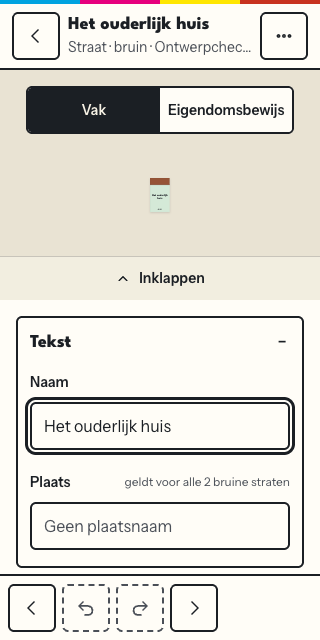 Het ouderlijk huis
Straat · bruin · Ontwerpchec...
Vak
Eigendomsbewijs
Inklappen
Tekst
Naam
Het ouderlijk huis
Plaats
geldt voor alle 2 bruine straten
Geen plaatsnaam